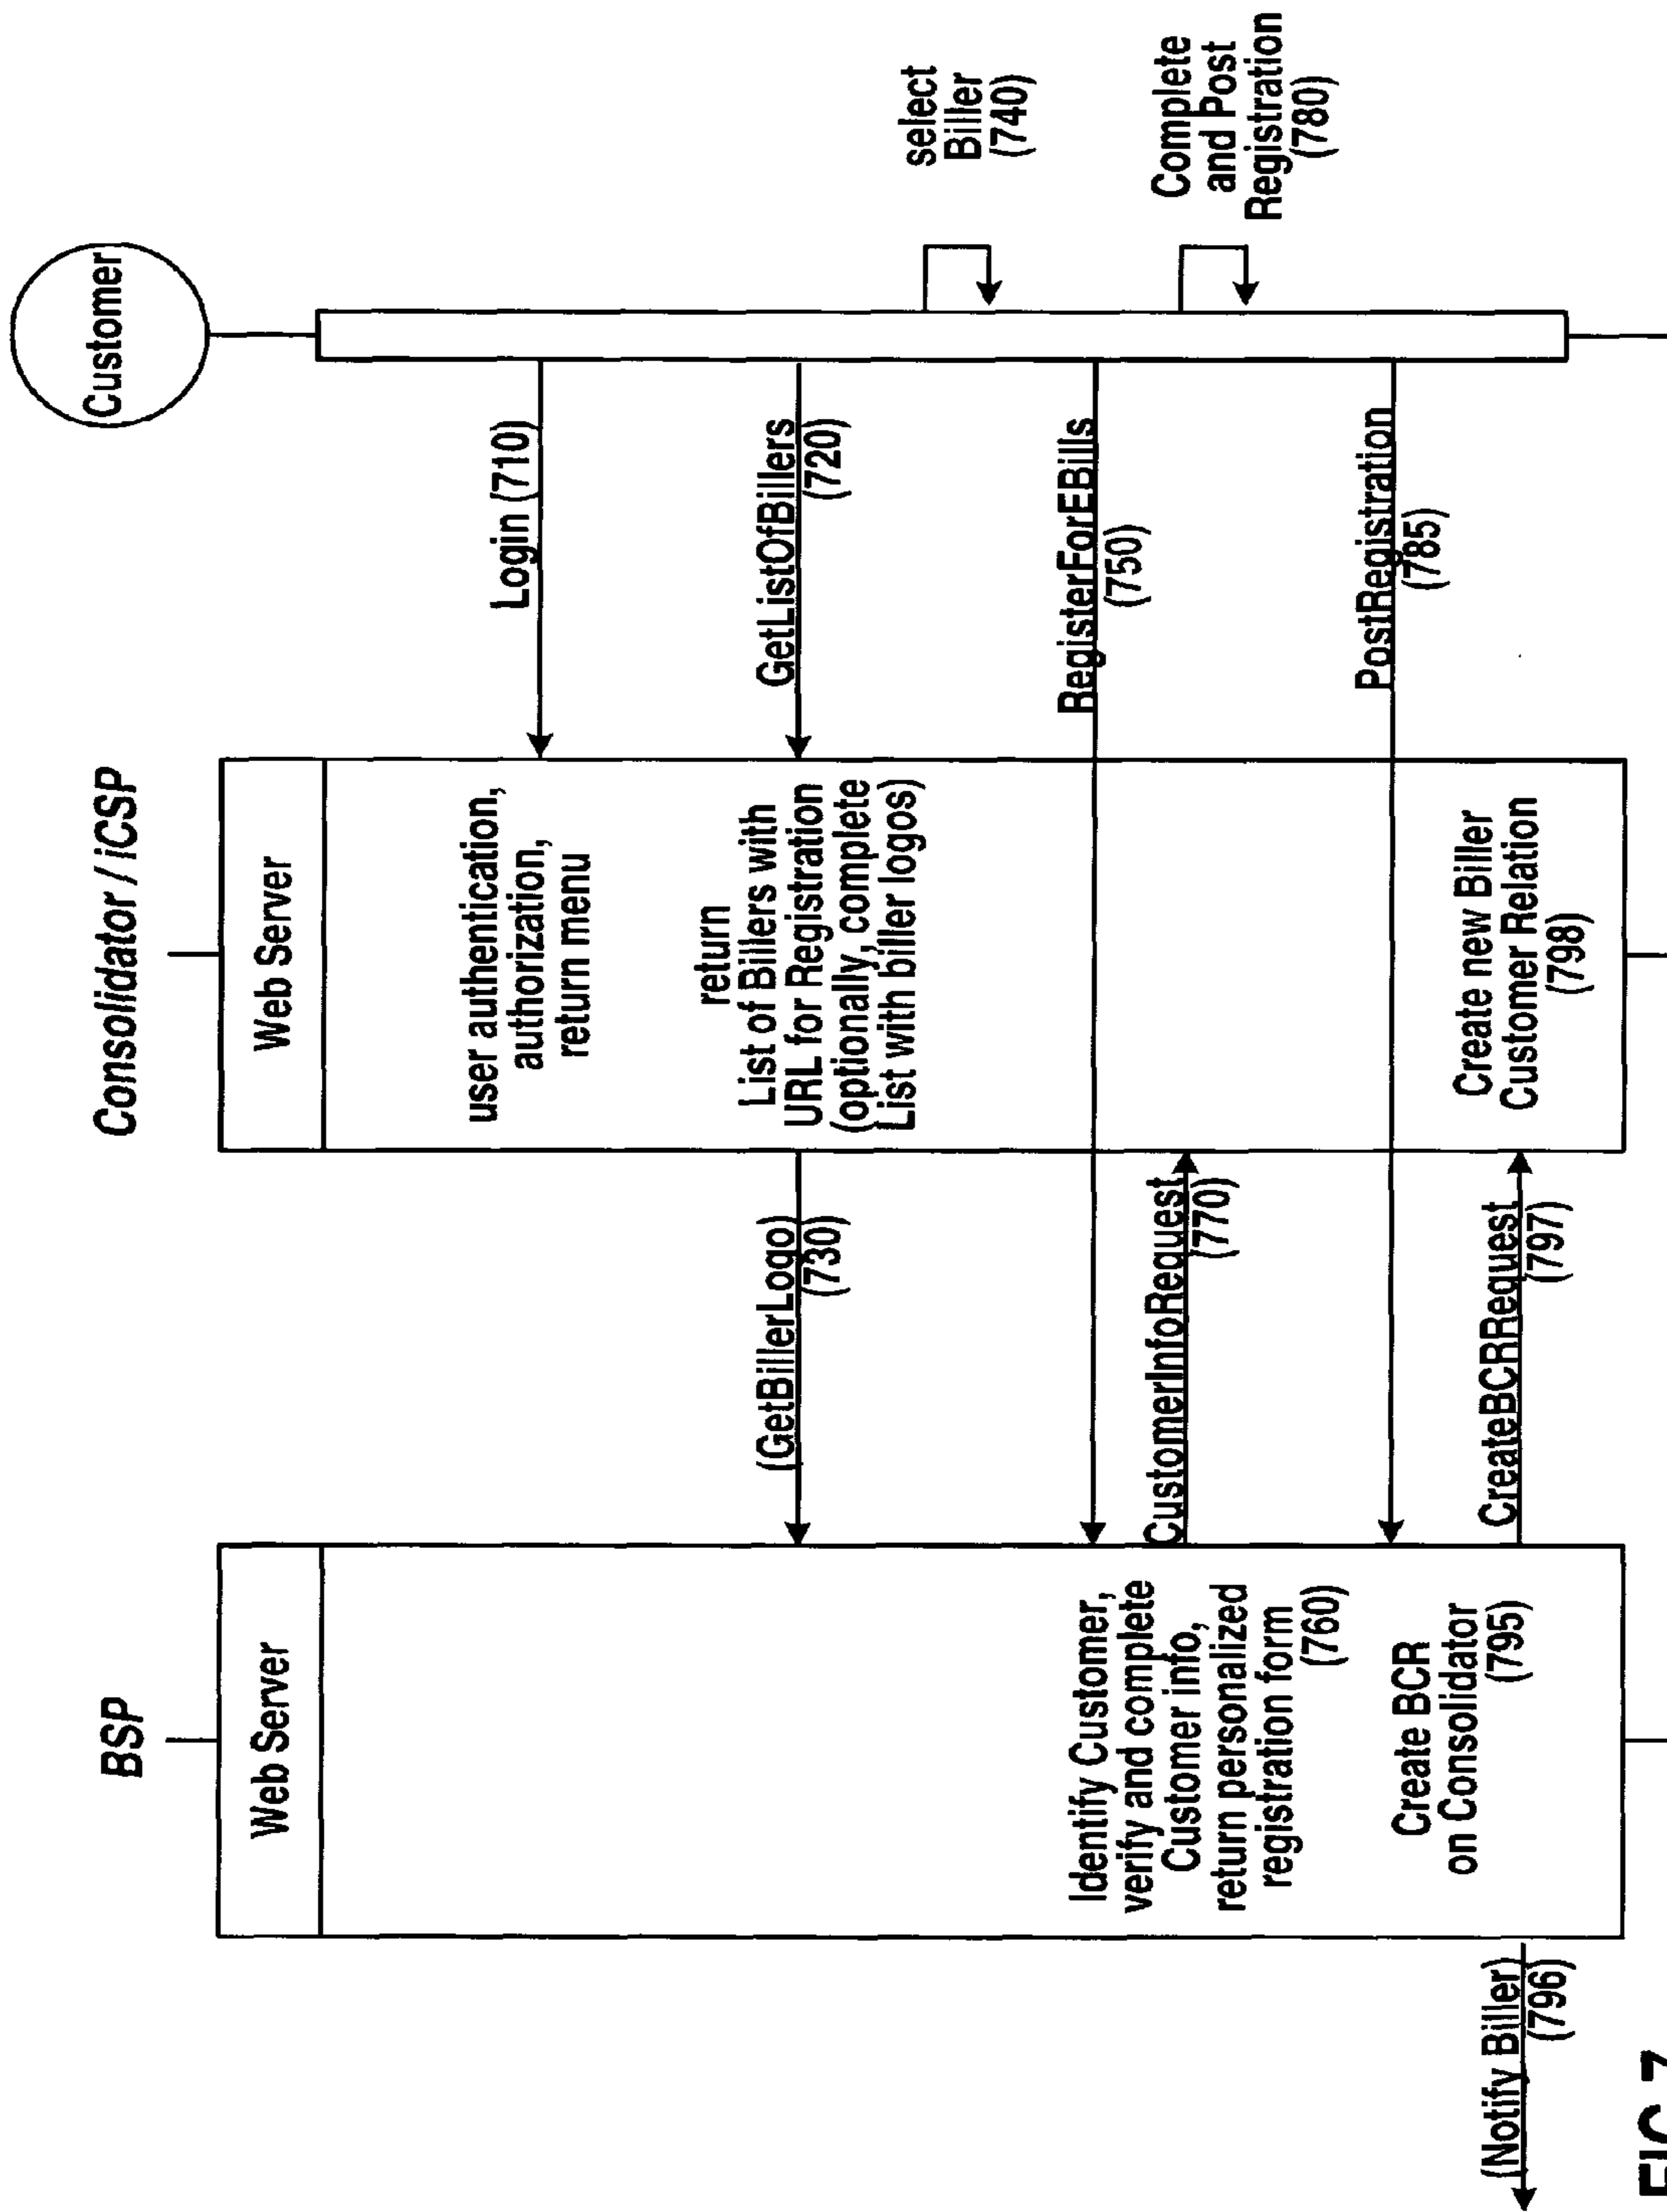 BSP
Consolidator / iCSP
Customer
Web Server
Web Server
Login (710)
user authentication,
authorization,
return menu
GetListOfBillers
(720)
return
List of Billers with
URL for Registration
(optionally, complete
List with biller logos)
(GetBillerLogo)
(730)
select
Biller
(740)
RegisterForEBills
(750)
Identify Customer,
verify and complete
Customer info,
return personalized
registration form
(760)
CustomerInfoRequest
(770)
Complete
and Post
Registration
(780)
PostRegistration
(785)
Create BCR
on Consolidator
(795)
(Notify Biller)
(796)
CreateBCRRequest
(797)
Create new Biller
Customer Relation
(798)
FIG 7